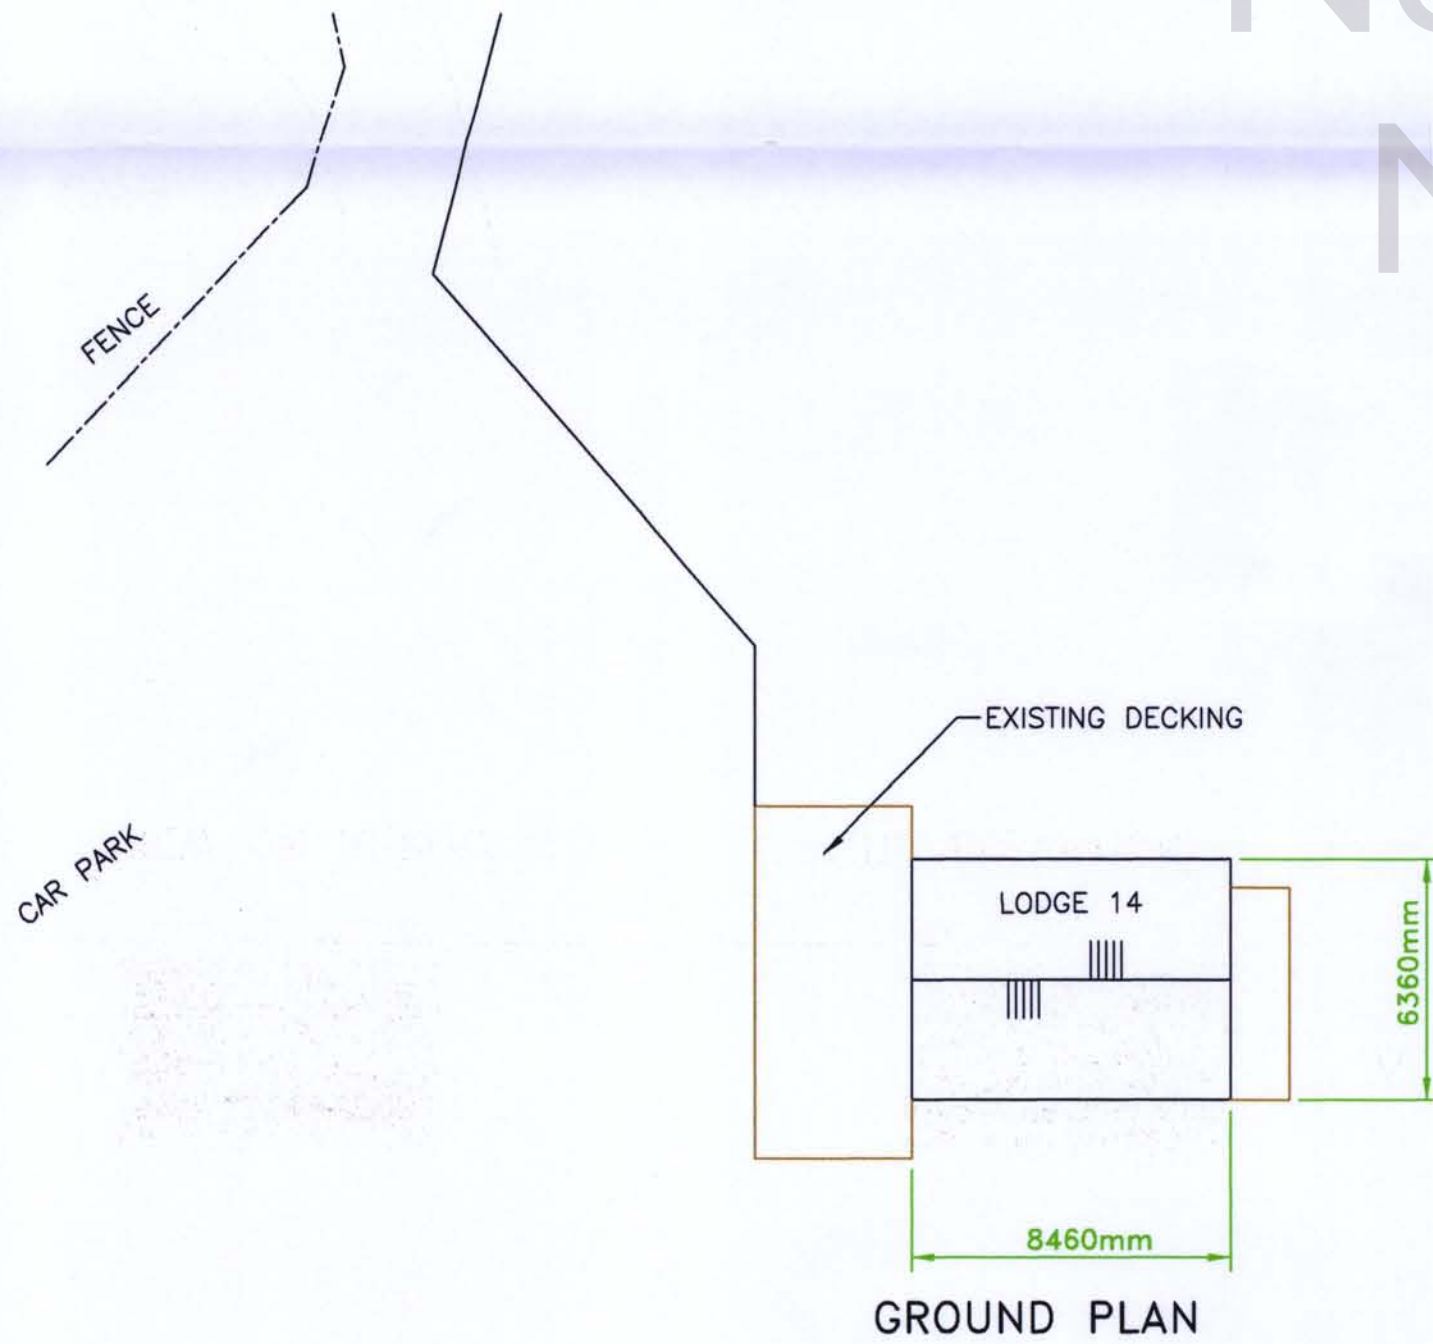 FENCE
EXISTING DECKING
CAR PARK
LODGE 14
6360mm
8460mm
GROUND PLAN